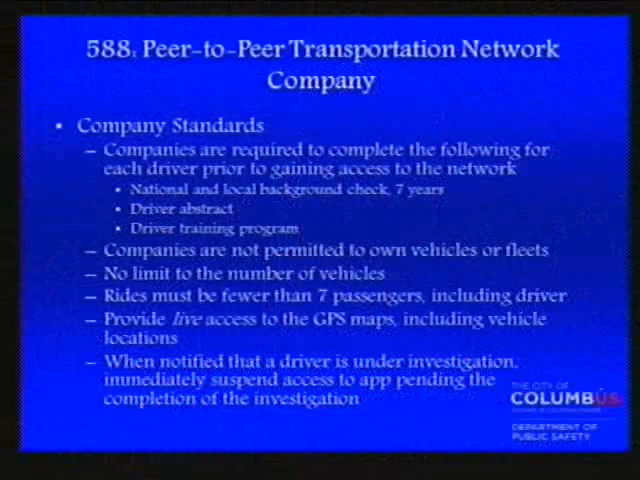 588: Peer-to-Peer Transportation Network
Company
• Company Standards
– Companies are required to complete the following for
each driver prior to gaining access to the network
• National and local background check, 7 years
• Driver abstract
• Driver training program
– Companies are not permitted to own vehicles or fleets
– No limit to the number of vehicles
– Rides must be fewer than 7 passengers, including driver
– Provide live access to the GPS maps, including vehicle
locations
– When notified that a driver is under investigation,
immediately suspend access to app pending the
completion of the investigation
THE CITY OF
COLUMBUS
DEPARTMENT OF
PUBLIC SAFETY